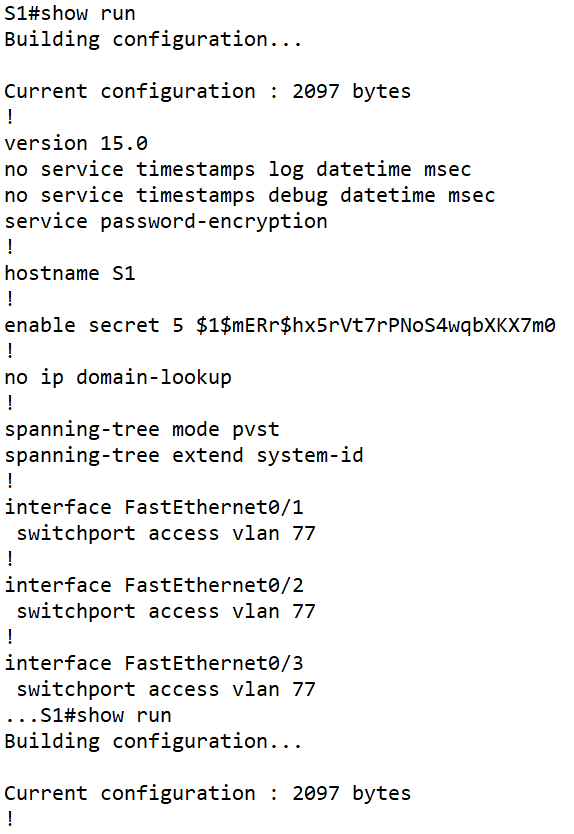 S1#show run
Building configuration...
Current configuration : 2097 bytes
!
version 15.0
no service timestamps log datetime msec
no service timestamps debug datetime msec
service password-encryption
!
hostname S1
!
enable secret 5 $1$mERr$hx5rVt7rPNoS4wqbXKX7m0
!
no ip domain-lookup
!
spanning-tree mode pvst
spanning-tree extend system-id
!
interface FastEthernet0/1
 switchport access vlan 77
!
interface FastEthernet0/2
 switchport access vlan 77
!
interface FastEthernet0/3
 switchport access vlan 77
...S1#show run
Building configuration...
Current configuration : 2097 bytes
!